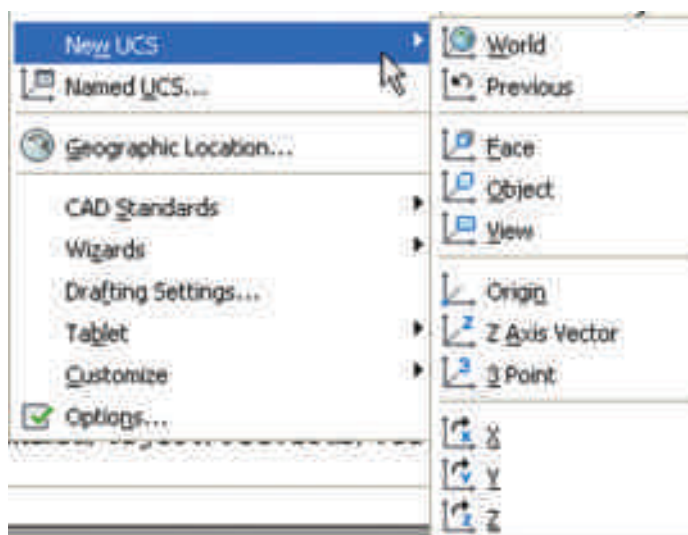 New UCS
Named UCS...
Geographic Location...
CAD Standards
Wizards
Drafting Settings...
Tablet
Customize
Options...
World
Previous
Face
Object
View
Origin
Z Axis Vector
3 Point
X
Y
Z